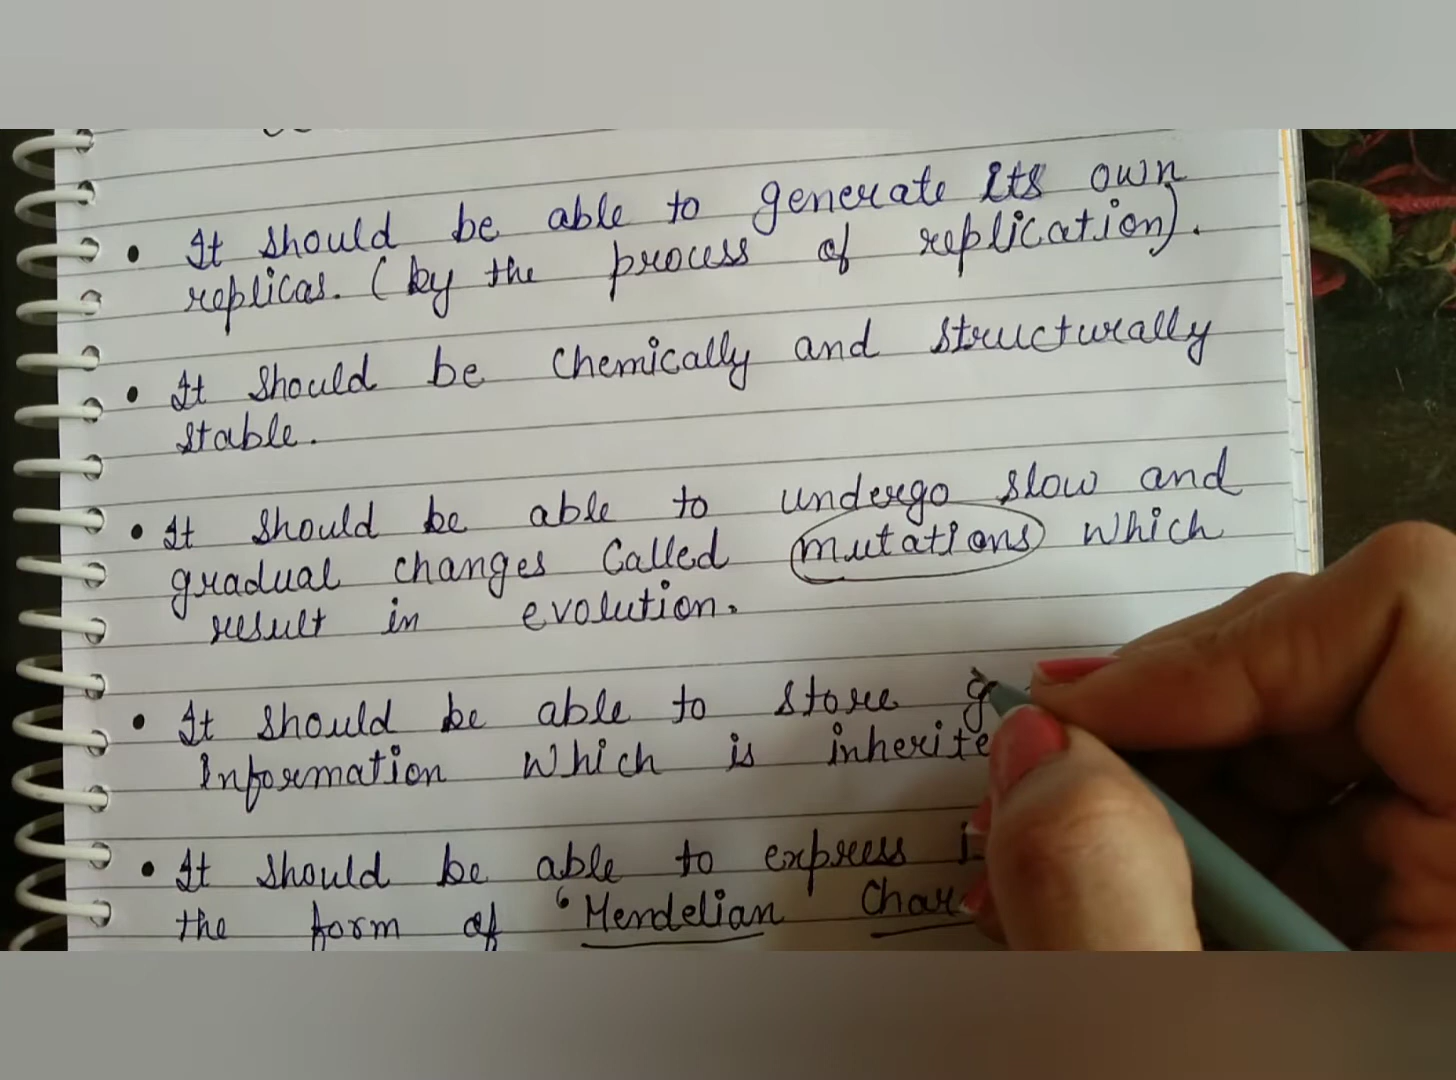 • It should be able to generate its own
replicas. (by the process of replication).
• It should be chemically and structurally
stable.
• It should be able to undergo slow and
gradual changes called mutations which
result in evolution.
• It should be able to store
Information which is
• It should be able to express
the form of “Mendelian